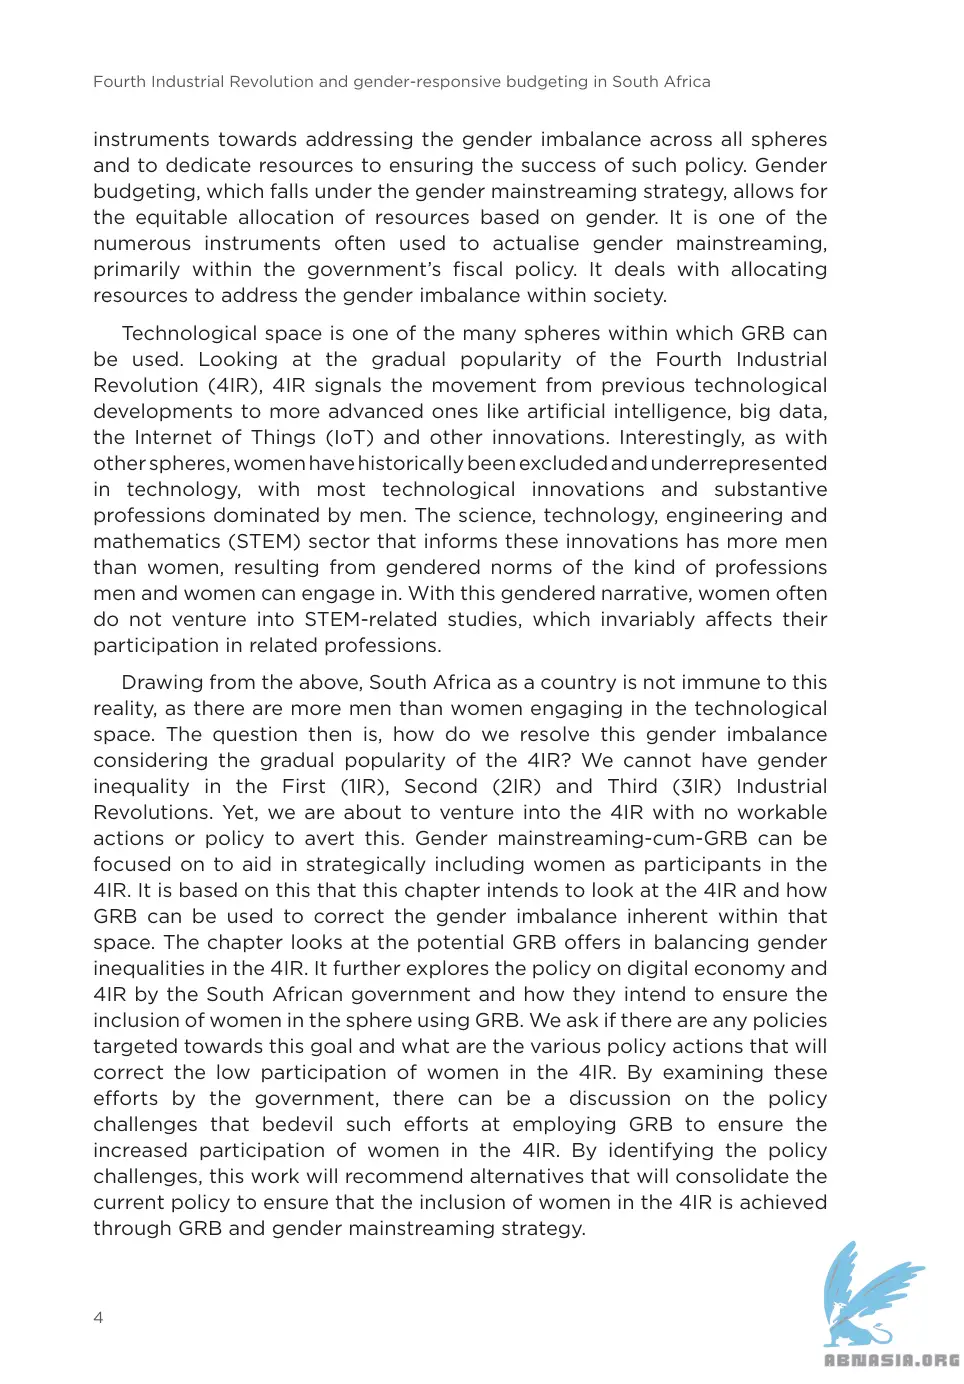 Fourth Industrial Revolution and gender-responsive budgeting in South Africa
instruments towards addressing the gender imbalance across all spheres
and to dedicate resources to ensuring the success of such policy. Gender
budgeting, which falls under the gender mainstreaming strategy, allows for
the equitable allocation of resources based on gender. It is one of the
numerous instruments often used to actualise gender mainstreaming,
primarily within the government’s fiscal policy. It deals with allocating
resources to address the gender imbalance within society.
Technological space is one of the many spheres within which GRB can
be used. Looking at the gradual popularity of the Fourth Industrial
Revolution (4IR), 4IR signals the movement from previous technological
developments to more advanced ones like artificial intelligence, big data,
the Internet of Things (IoT) and other innovations. Interestingly, as with
other spheres, women have historically been excluded and underrepresented
in technology, with most technological innovations and substantive
professions dominated by men. The science, technology, engineering and
mathematics (STEM) sector that informs these innovations has more men
than women, resulting from gendered norms of the kind of professions
men and women can engage in. With this gendered narrative, women often
do not venture into STEM-related studies, which invariably affects their
participation in related professions.
Drawing from the above, South Africa as a country is not immune to this
reality, as there are more men than women engaging in the technological
space. The question then is, how do we resolve this gender imbalance
considering the gradual popularity of the 4IR? We cannot have gender
inequality in the First (1IR), Second (2IR) and Third (3IR) Industrial
Revolutions. Yet, we are about to venture into the 4IR with no workable
actions or policy to avert this. Gender mainstreaming-cum-GRB can be
focused on to aid in strategically including women as participants in the
4IR. It is based on this that this chapter intends to look at the 4IR and how
GRB can be used to correct the gender imbalance inherent within that
space. The chapter looks at the potential GRB offers in balancing gender
inequalities in the 4IR. It further explores the policy on digital economy and
4IR by the South African government and how they intend to ensure the
inclusion of women in the sphere using GRB. We ask if there are any policies
targeted towards this goal and what are the various policy actions that will
correct the low participation of women in the 4IR. By examining these
efforts by the government, there can be a discussion on the policy
challenges that bedevil such efforts at employing GRB to ensure the
increased participation of women in the 4IR. By identifying the policy
challenges, this work will recommend alternatives that will consolidate the
current policy to ensure that the inclusion of women in the 4IR is achieved
through GRB and gender mainstreaming strategy.
4
ABNASIA.ORG